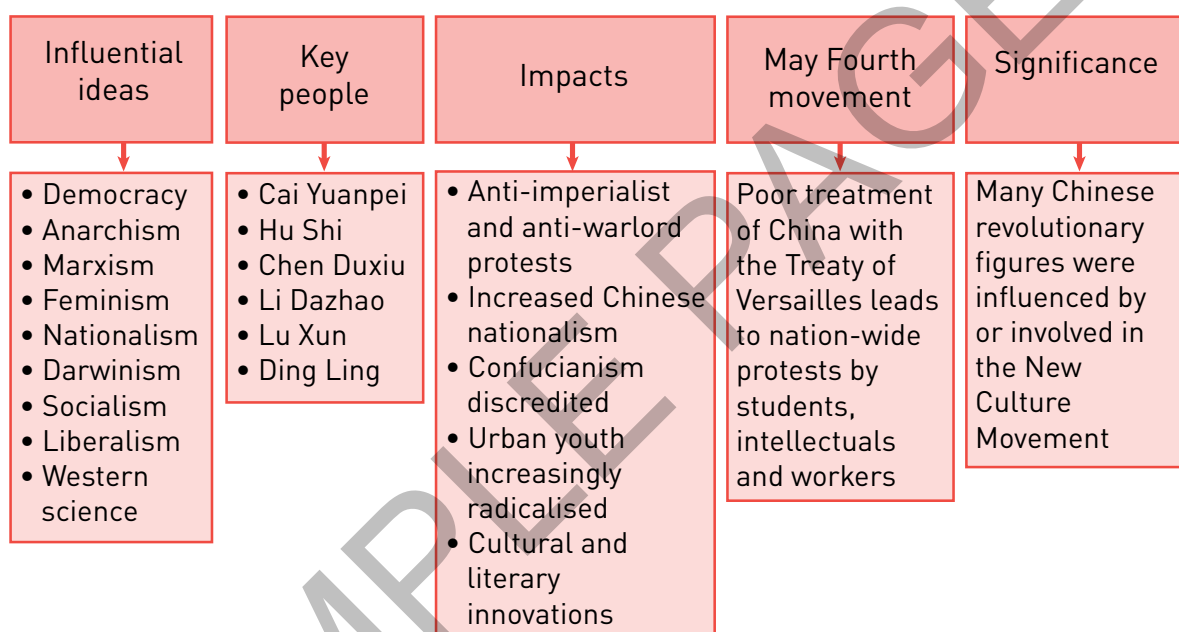 Influential
ideas
• Democracy
• Anarchism
• Marxism
• Feminism
• Nationalism
• Darwinism
• Socialism
• Liberalism
• Western
science
Key
people
• Cai Yuanpei
• Hu Shi
• Chen Duxiu
• Li Dazhao
• Lu Xun
• Ding Ling
Impacts
• Anti-imperialist
and anti-warlord
protests
• Increased Chinese
nationalism
• Confucianism
discredited
• Urban youth
increasingly
radicalised
• Cultural and
literary
innovations
May Fourth
movement
Poor treatment
of China with
the Treaty of
Versailles leads
to nation-wide
protests by
students,
intellectuals
and workers
Significance
Many Chinese
revolutionary
figures were
influenced by
or involved in
the New
Culture
Movement
MPLE PAGE